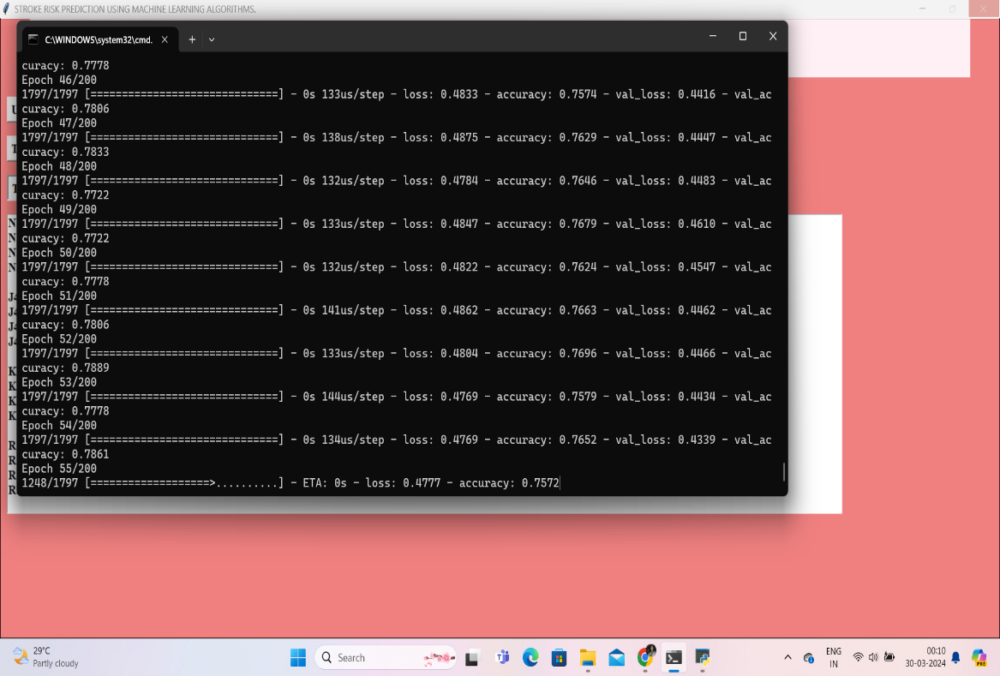 STROKE RISK PREDICTION USING MACHINE LEARNING ALGORITHMS.
C:\WINDOWS\system32\cmd.
curacy: 0.7778
Epoch 46/200
1797/1797 [==============================] - 0s 133us/step - loss: 0.4833 - accuracy: 0.7574 - val_loss: 0.4416 - val_ac
curacy: 0.7806
Epoch 47/200
1797/1797 [==============================] - 0s 138us/step - loss: 0.4875 - accuracy: 0.7629 - val_loss: 0.4447 - val_ac
curacy: 0.7833
Epoch 48/200
1797/1797 [==============================] - 0s 132us/step - loss: 0.4784 - accuracy: 0.7646 - val_loss: 0.4483 - val_ac
curacy: 0.7722
Epoch 49/200
1797/1797 [==============================] - 0s 133us/step - loss: 0.4847 - accuracy: 0.7679 - val_loss: 0.4610 - val_ac
curacy: 0.7722
Epoch 50/200
1797/1797 [==============================] - 0s 132us/step - loss: 0.4822 - accuracy: 0.7624 - val_loss: 0.4547 - val_ac
curacy: 0.7778
Epoch 51/200
1797/1797 [==============================] - 0s 141us/step - loss: 0.4862 - accuracy: 0.7663 - val_loss: 0.4462 - val_ac
curacy: 0.7806
Epoch 52/200
1797/1797 [==============================] - 0s 133us/step - loss: 0.4804 - accuracy: 0.7696 - val_loss: 0.4466 - val_ac
curacy: 0.7889
Epoch 53/200
1797/1797 [==============================] - 0s 144us/step - loss: 0.4769 - accuracy: 0.7579 - val_loss: 0.4434 - val_ac
curacy: 0.7778
Epoch 54/200
1797/1797 [==============================] - 0s 134us/step - loss: 0.4769 - accuracy: 0.7652 - val_loss: 0.4339 - val_ac
curacy: 0.7861
Epoch 55/200
1248/1797 [===================>..........] - ETA: 0s - loss: 0.4777 - accuracy: 0.7572
29°C
Partly cloudy
Search
ENG
IN
00:10
30-03-2024
PRE